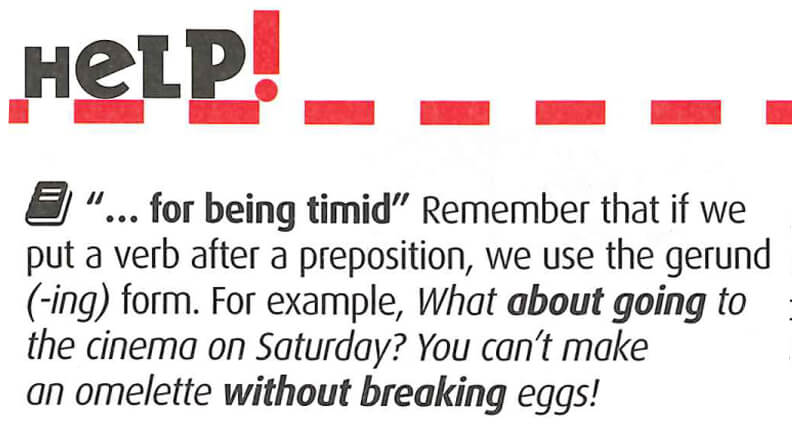 HeLP!
“... for being timid” Remember that if we
put a verb after a preposition, we use the gerund
(-ing) form. For example, What about going to
the cinema on Saturday? You can’t make
an omelette without breaking eggs!